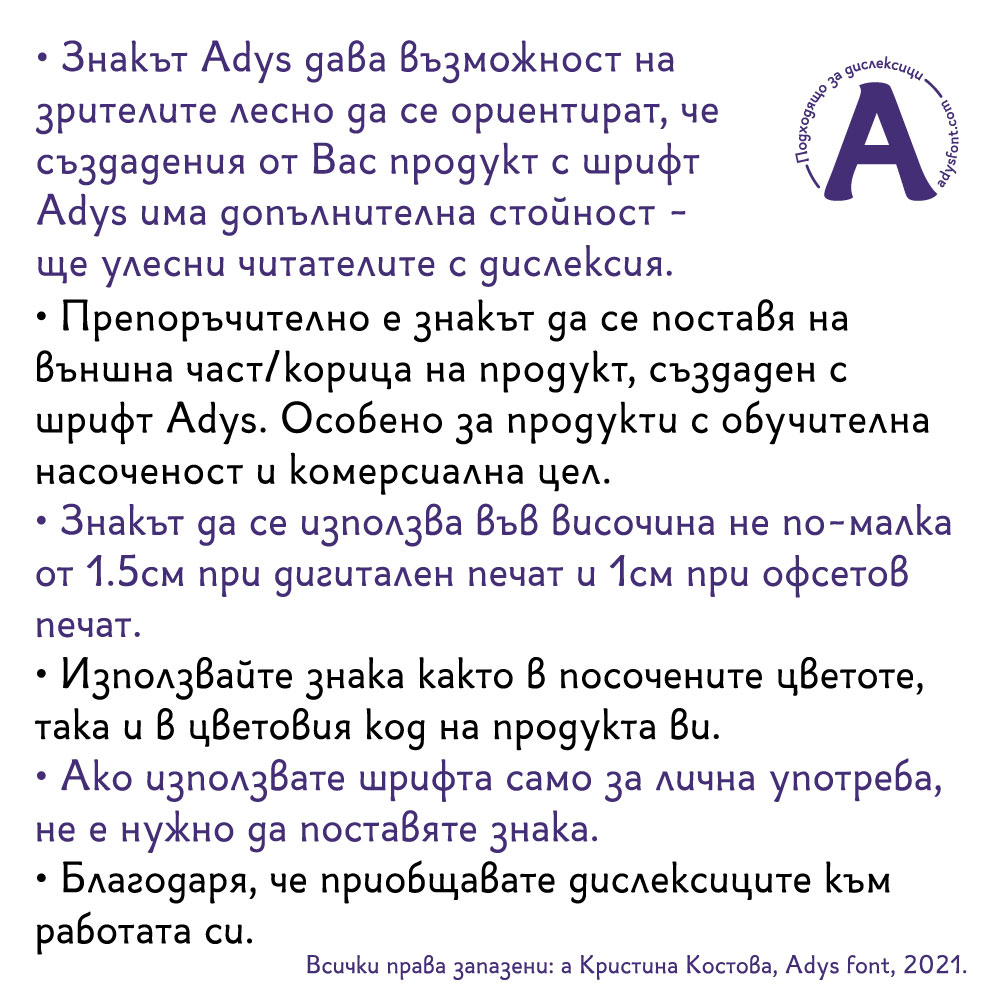 • Знакът Adys дава възможност на
зрителите лесно да се ориентират, че
създадения от Вас продукт с шрифт
Adys има допълнителна стойност -
ще улесни читателите с дислексия.
Подходящо за дислексици
A
adysfont.com
• Препоръчително е знакът да се поставя на
външна част/корица на продукт, създаден с
шрифт Adys. Особено за продукти с обучителна
насоченост и комерсиална цел.
• Знакът да се използва във височина не по-малка
от 1.5см при дигитален печат и 1см при офсетов
печат.
• Използвайте знака както в посочените цветоте,
така и в цветовия код на продукта ви.
• Ако използвате шрифта само за лична употреба,
не е нужно да поставяте знака.
• Благодаря, че приобщавате дислексиците към
работата си.
Всички права запазени: а Кристина Костова, Adys font, 2021.